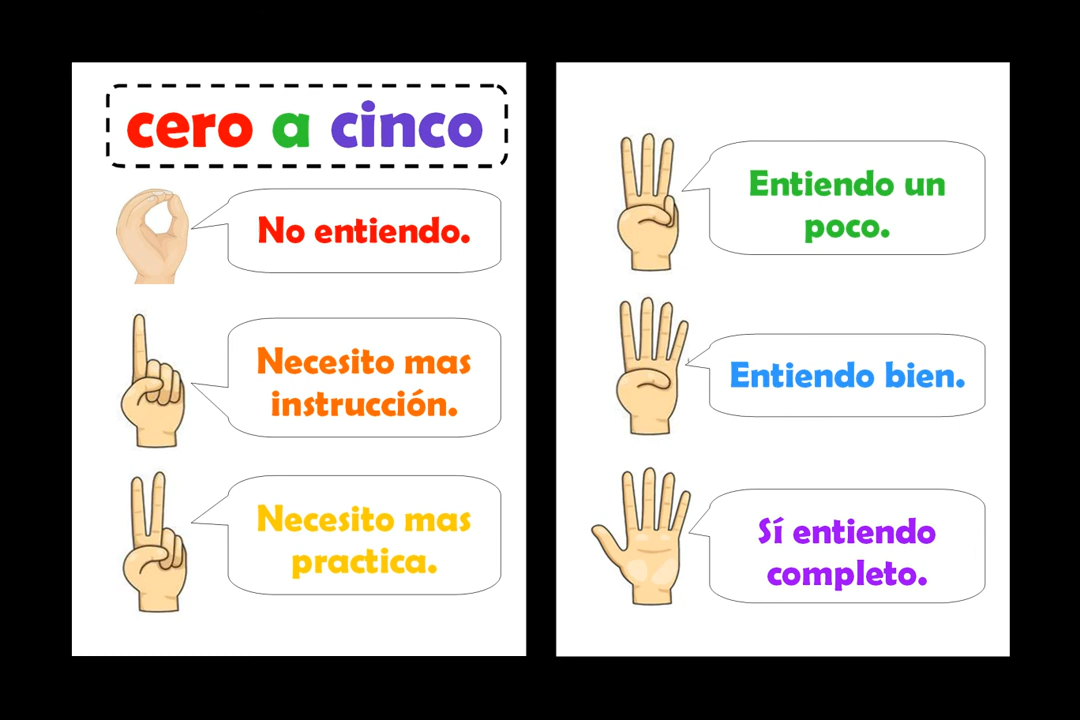 cero a cinco
No entiendo.
Necesito mas
instrucción.
Necesito mas
practica.
Entiendo un
poco.
Entiendo bien.
Sí entiendo
completo.